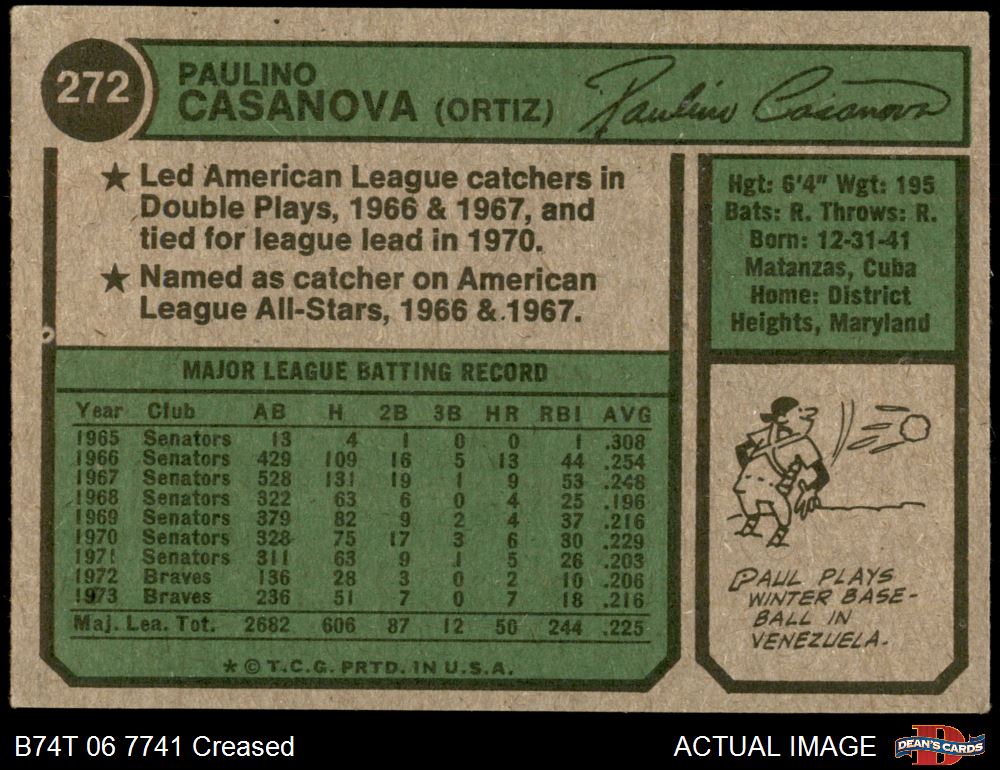 272
PAULINO
CASANOVA (ORTIZ)
Paulino Casanova
★ Led American League catchers in
Double Plays, 1966 & 1967, and
tied for league lead in 1970.
★ Named as catcher on American
League All-Stars, 1966 & 1967.
Hgt: 6'4" Wgt: 195
Bats: R. Throws: R.
Born: 12-31-41
Matanzas, Cuba
Home: District
Heights, Maryland
MAJOR LEAGUE BATTING RECORD
Year Club AB H 2B 3B HR RBI AVG
1965 Senators 13 4 1 0 0 1 .308
1966 Senators 429 109 16 5 13 44 .254
1967 Senators 528 131 19 1 9 53 .248
1968 Senators 322 63 6 0 4 25 .196
1969 Senators 379 82 9 2 4 37 .216
1970 Senators 328 75 17 3 6 30 .229
1971 Senators 311 63 9 1 5 26 .203
1972 Braves 136 28 3 0 2 10 .206
1973 Braves 236 51 7 0 7 18 .216
Maj. Lea. Tot. 2682 606 87 12 50 244 .225
* © T.C.G. PRTD. IN U.S.A.
PAUL PLAYS
WINTER BASE-
BALL IN
VENEZUELA.
B74T 06 7741 Creased
ACTUAL IMAGE
D
DEAN'S CARDS